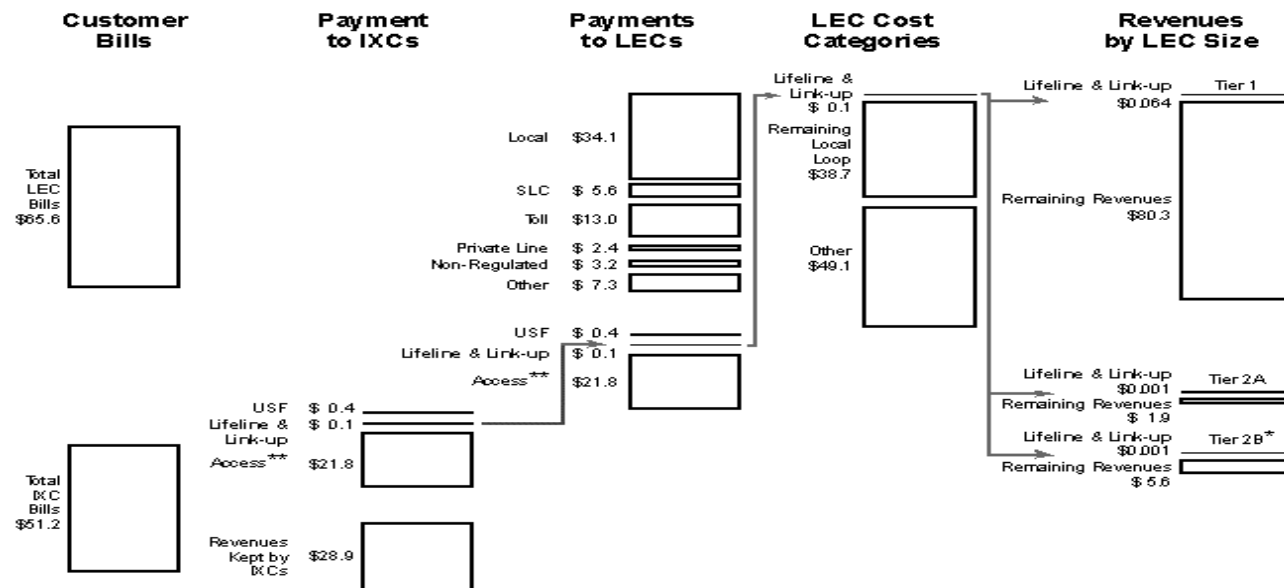 Customer
Bills
Payment
to IXCs
Payments
to LECs
LEC Cost
Categories
Revenues
by LEC Size
Total
LEC
Bills
$65.6
Total
IXC
Bills
$51.2
USF $ 0.4
Lifeline & $ 0.1
Link-up
Access** $21.8
Revenues
Kept by $28.9
IXCs
Local $34.1
SLC $ 5.6
Toll $13.0
Private Line $ 2.4
Non-Regulated $ 3.2
Other $ 7.3
USF $ 0.4
Lifeline & Link-up $ 0.1
Access** $21.8
Lifeline &
Link-up
$ 0.1
Remaining
Local
Loop
$38.7
Other
$49.1
Lifeline & Link-up Tier 1
$0.064
Remaining Revenues
$80.3
Lifeline & Link-up Tier 2A
$0.001
Remaining Revenues
$ 1.9
Lifeline & Link-up Tier 2B*
$0.001
Remaining Revenues
$ 5.6